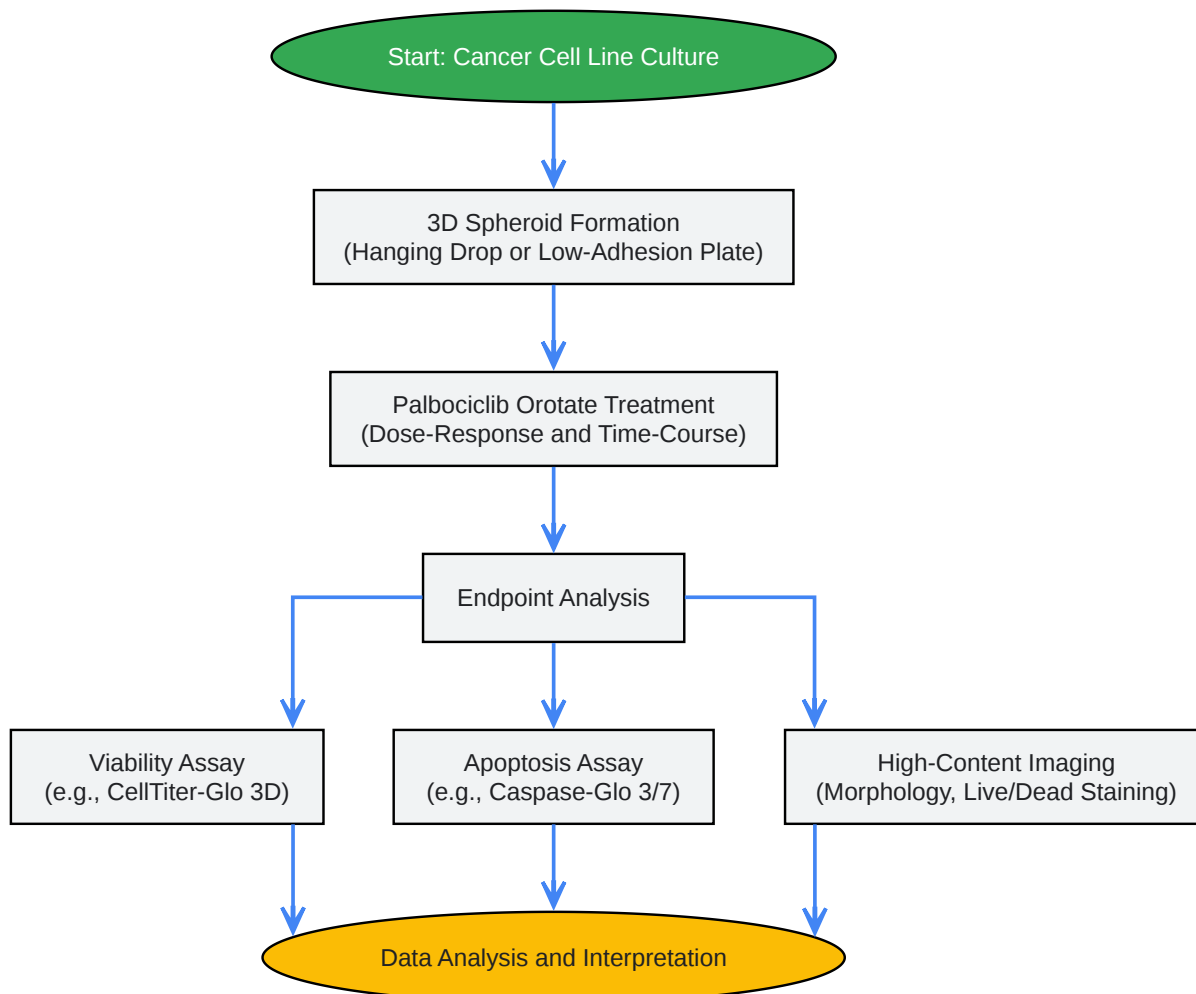 Start: Cancer Cell Line Culture
3D Spheroid Formation
(Hanging Drop or Low-Adhesion Plate)
Palbociclib Orotate Treatment
(Dose-Response and Time-Course)
Endpoint Analysis
Viability Assay
(e.g., CellTiter-Glo 3D)
Apoptosis Assay
(e.g., Caspase-Glo 3/7)
High-Content Imaging
(Morphology, Live/Dead Staining)
Data Analysis and Interpretation